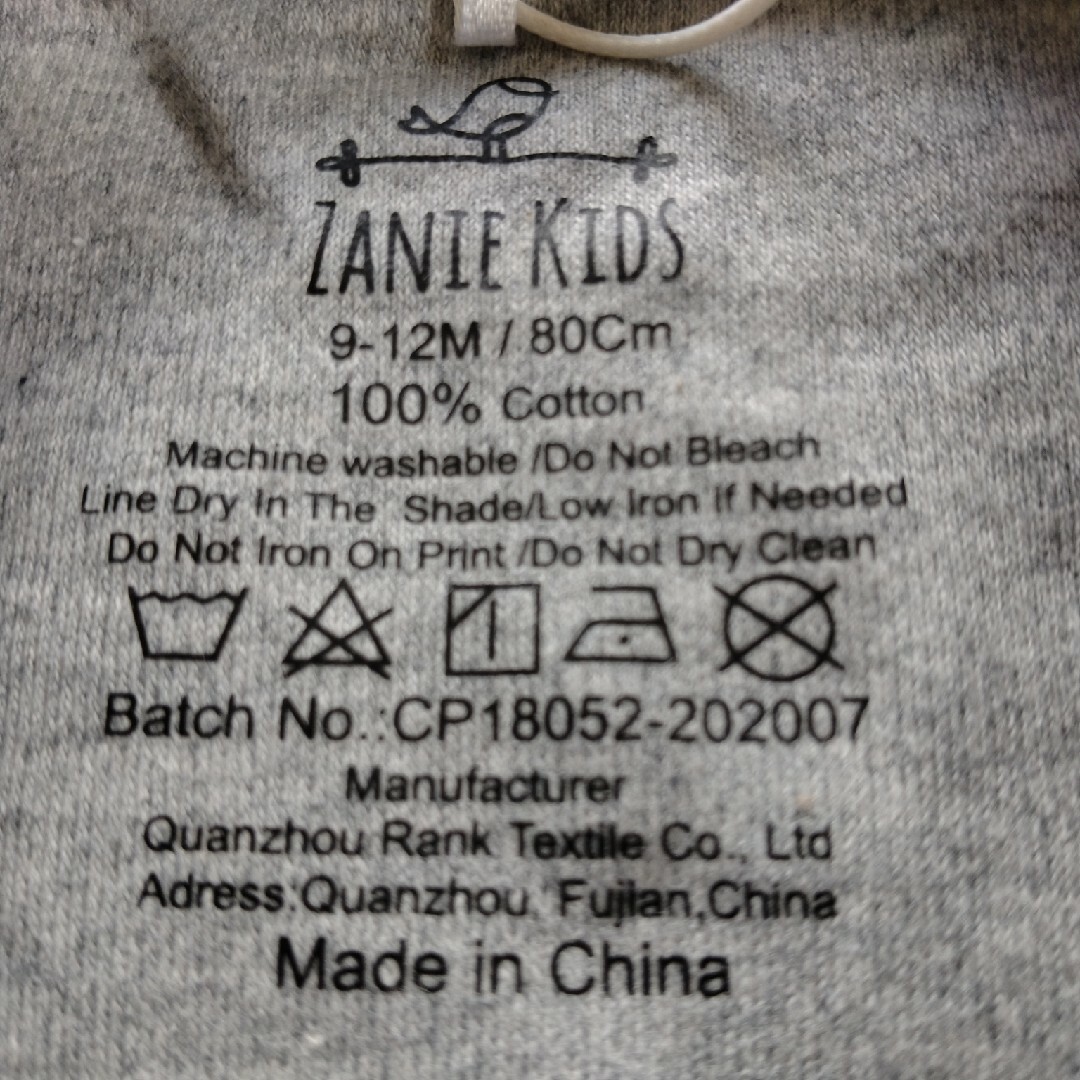 ZANIE KIDS
9-12M / 80Cm
100% Cotton
Machine washable /Do Not Bleach
Line Dry In The Shade/Low Iron If Needed
Do Not Iron On Print /Do Not Dry Clean
Batch No.:CP18052-202007
Manufacturer
Quanzhou Rank Textile Co., Ltd
Adress:Quanzhou, Fujian,China
Made in China